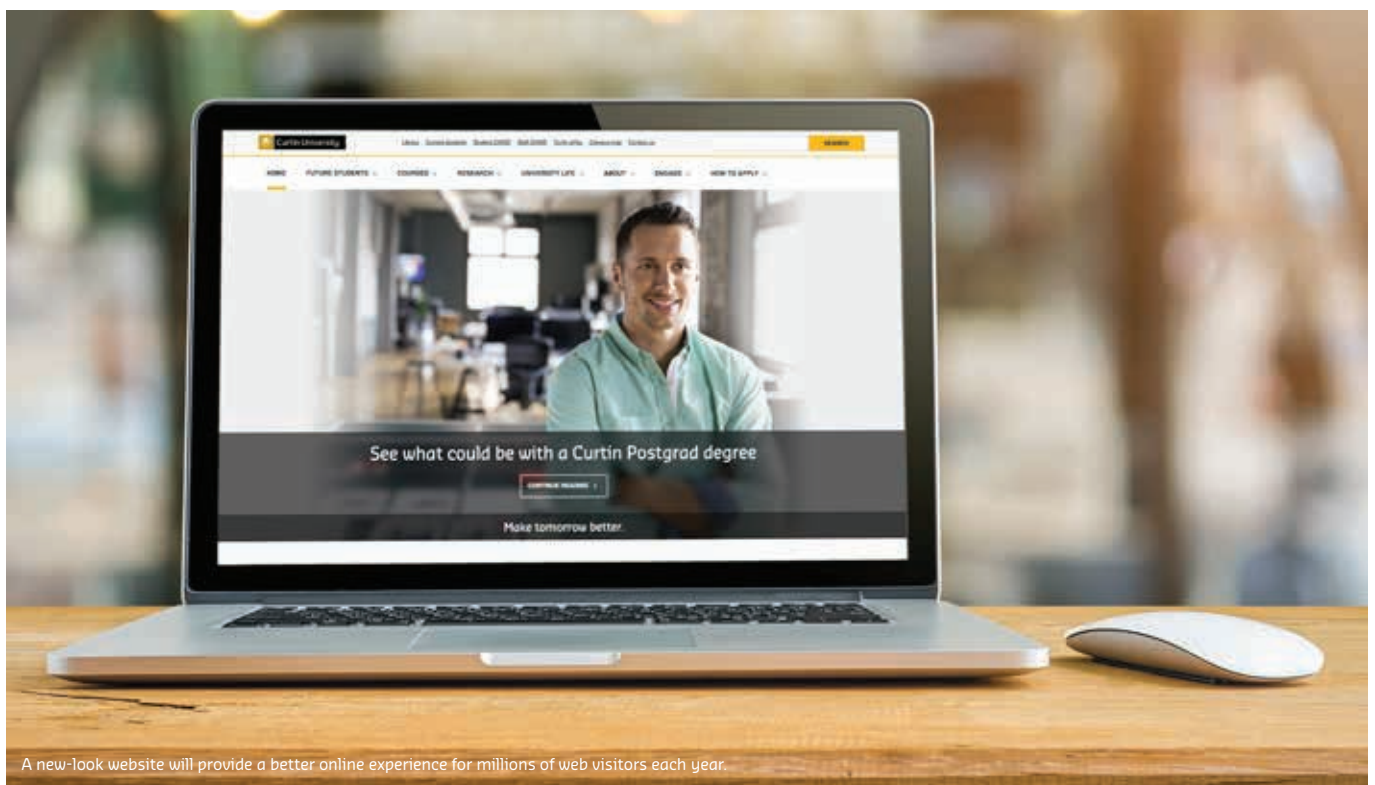 Curtin University
HOME FUTURE STUDENTS COURSES RESEARCH UNIVERSITY LIFE ABOUT ENGAGE HOW TO APPLY
See what could be with a Curtin Postgrad degree
CONTINUE READING
Make tomorrow better.
A new-look website will provide a better online experience for millions of web visitors each year.